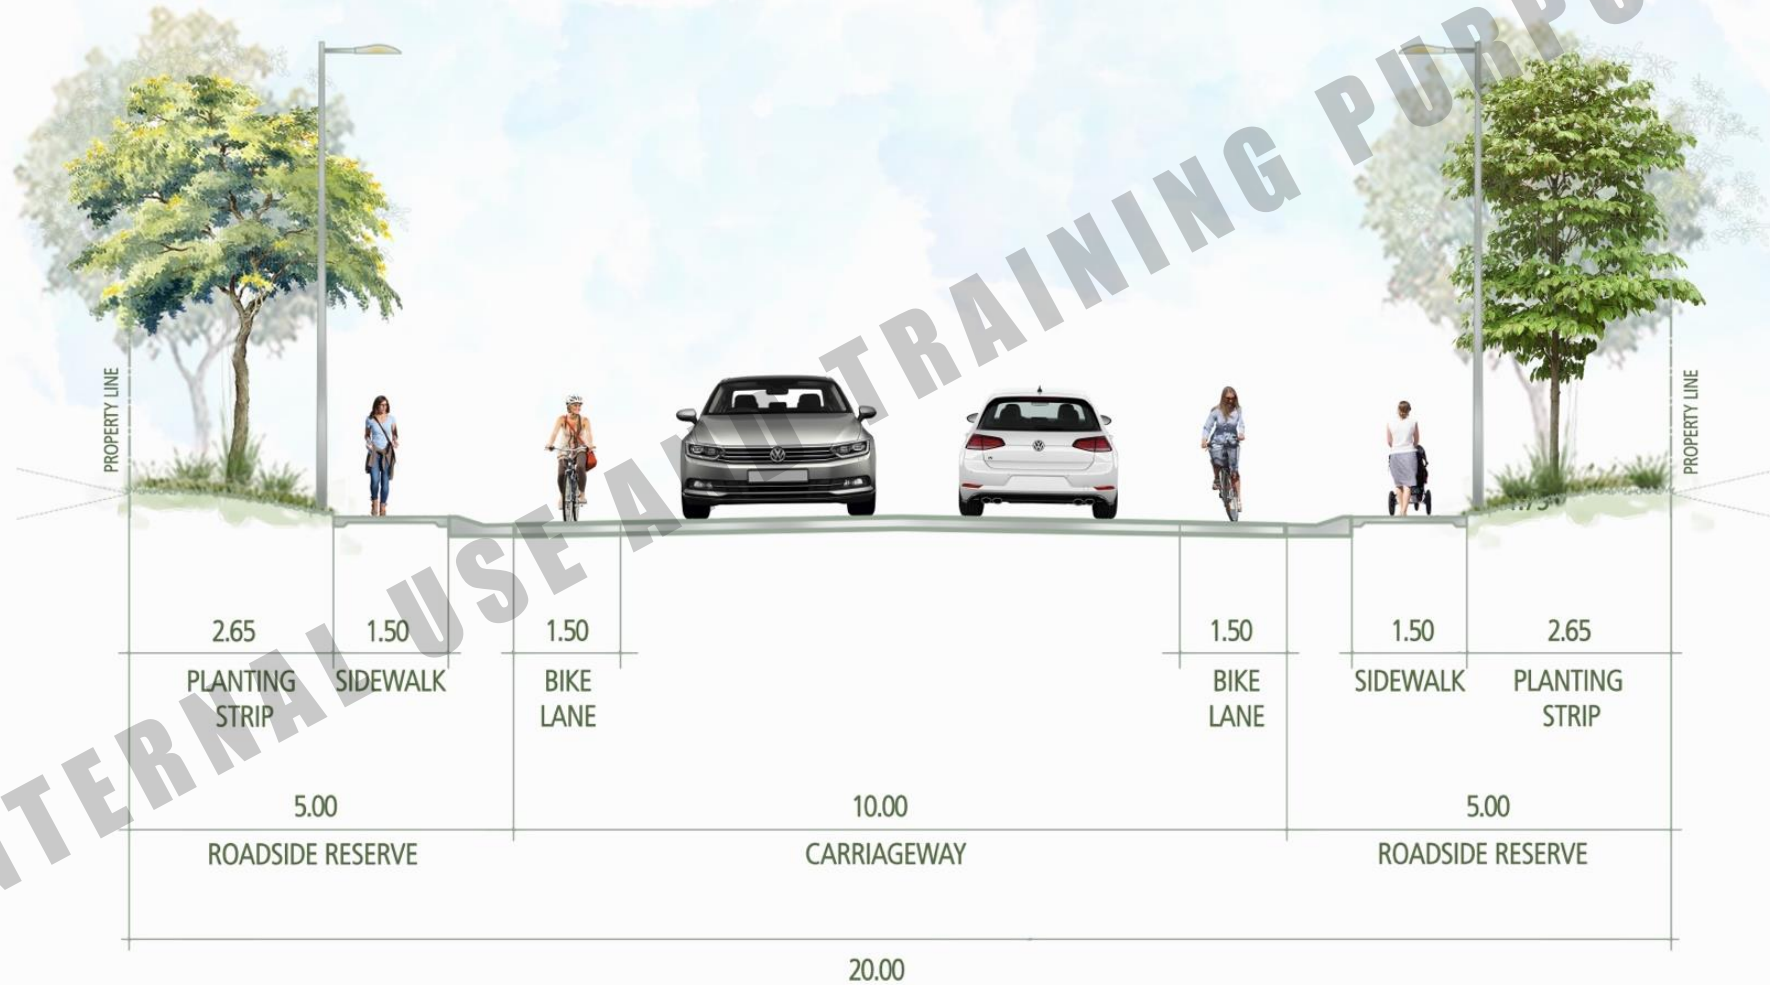 INTERNAL USE AND TRAINING PURPO
PROPERTY LINE
PROPERTY LINE
2.65
1.50
1.50
1.50
1.50
2.65
PLANTING
STRIP
SIDEWALK
BIKE
LANE
BIKE
LANE
SIDEWALK
PLANTING
STRIP
5.00
10.00
5.00
ROADSIDE RESERVE
CARRIAGEWAY
ROADSIDE RESERVE
20.00